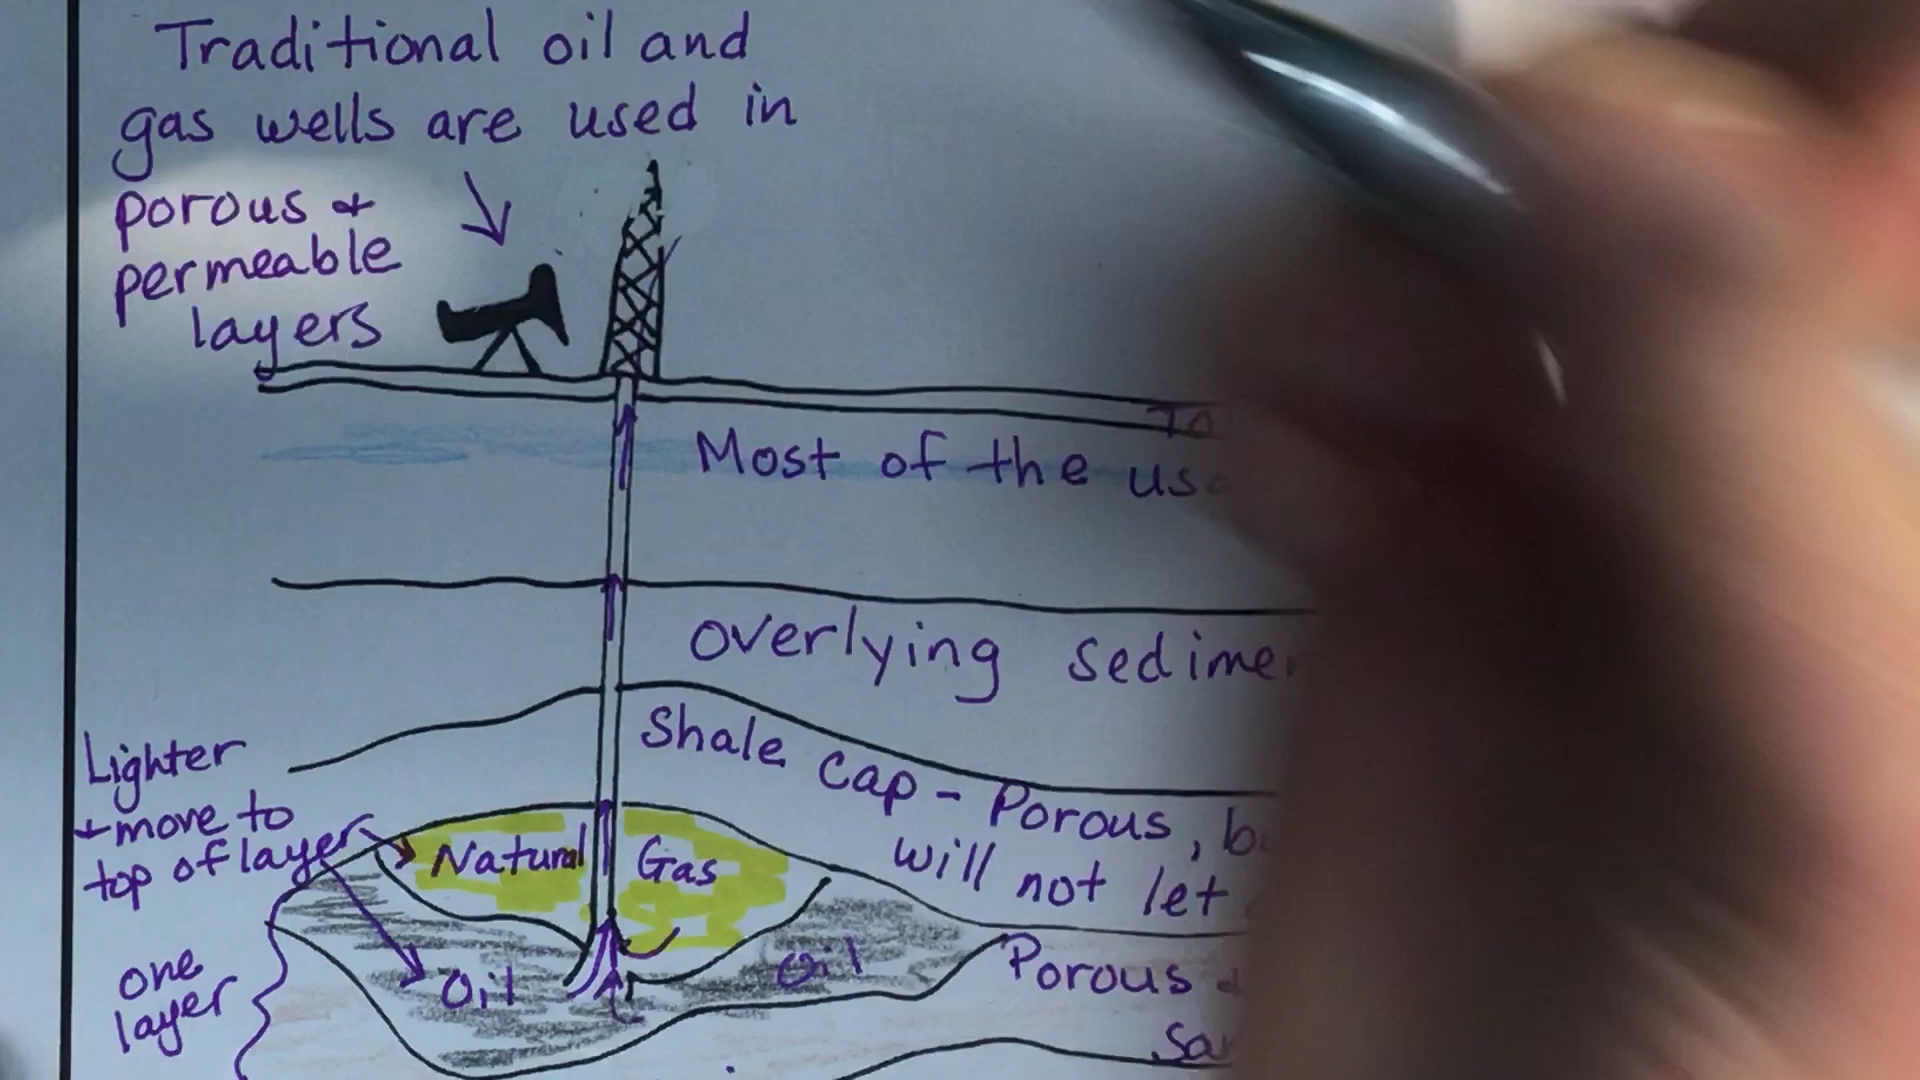 Traditional oil and
gas wells are used in
porous +
permeable
layers
Most of the
Overlying
Shale cap - Porous,
will not let
Lighter
+ move to
top of layer
Natural Gas
Oil
Oil
one
layer
Porous